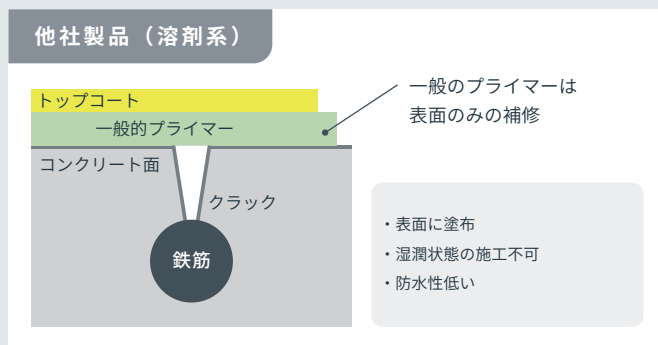 他社製品（溶剤系）
トップコート
一般的プライマー
コンクリート面
クラック
鉄筋
一般のプライマーは
表面のみの補修
・表面に塗布
・湿潤状態の施工不可
・防水性低い